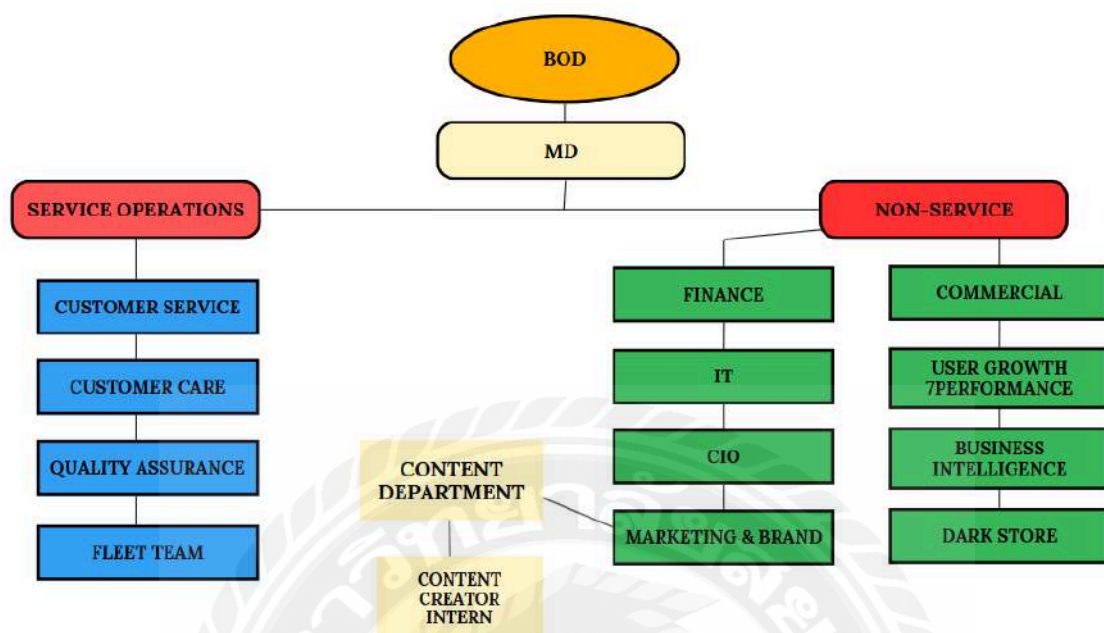 BOD
MD
SERVICE OPERATIONS
NON-SERVICE
CUSTOMER SERVICE
CUSTOMER CARE
QUALITY ASSURANCE
FLEET TEAM
CONTENT
DEPARTMENT
CONTENT
CREATOR
INTERN
FINANCE
IT
CIO
MARKETING & BRAND
COMMERCIAL
USER GROWTH
7PERFORMANCE
BUSINESS
INTELLIGENCE
DARK STORE